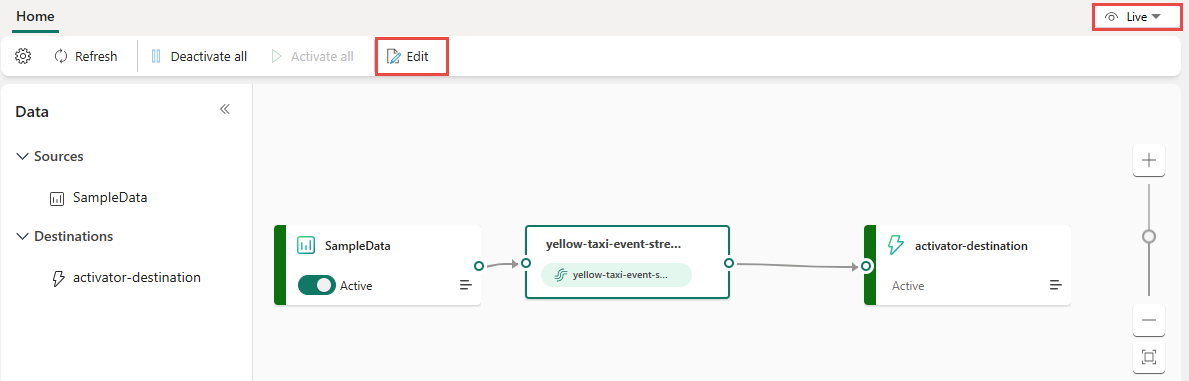 Home
Live
Refresh
Deactivate all
Activate all
Edit
Data
Sources
SampleData
Destinations
activator-destination
SampleData
Active
yellow-taxi-event-stre...
yellow-taxi-event-s...
activator-destination
Active